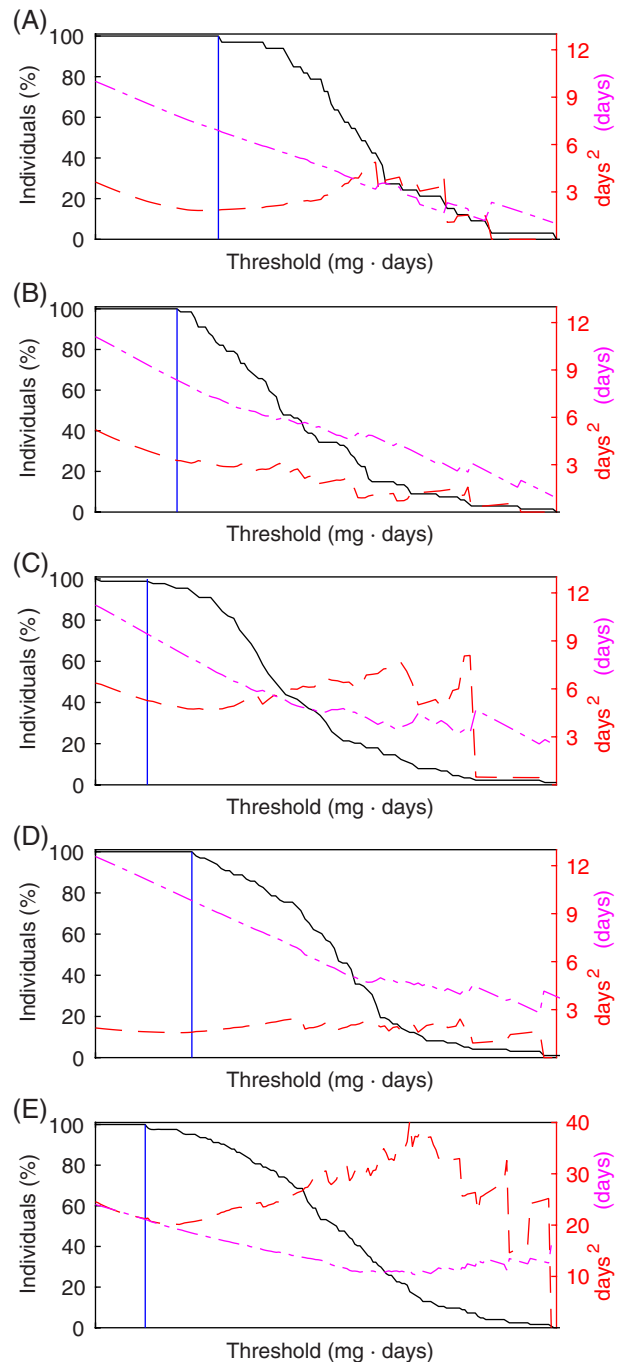 (A)
100
80
60
40
20
0
Individuals (%)
12
9
6
3
days² (days)
Threshold (mg · days)
(B)
100
80
60
40
20
0
Individuals (%)
12
9
6
3
days² (days)
Threshold (mg · days)
(C)
100
80
60
40
20
0
Individuals (%)
12
9
6
3
days² (days)
Threshold (mg · days)
(D)
100
80
60
40
20
0
Individuals (%)
12
9
6
3
days² (days)
Threshold (mg · days)
(E)
100
80
60
40
20
0
Individuals (%)
40
30
20
10
days² (days)
Threshold (mg · days)